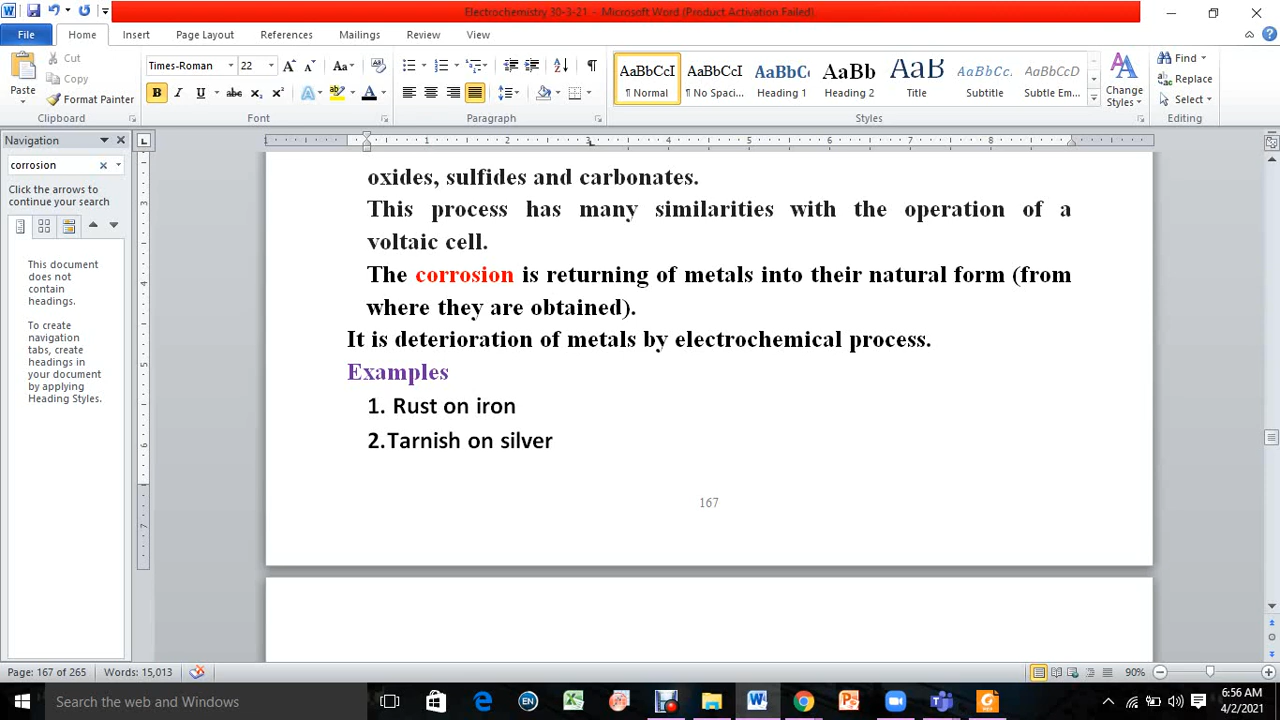 Electrochemistry 30-3-21 - Microsoft Word (Product Activation Failed)
File Home Insert Page Layout References Mailings Review View
Paste
Cut
Copy
Format Painter
Clipboard
Times-Roman 22
Font
Paragraph
AaBbCcI AaBbCcI AaBbC AaBb AaB AaBbCc. AaBbCcD
¶ Normal ¶ No Spaci... Heading 1 Heading 2 Title Subtitle Subtle Em...
Styles
Change
Styles
Find
Replace
Select
Editing
Navigation
corrosion
Click the arrows to
continue your search
This document
does not
contain
headings.
To create
navigation
tabs, create
headings in
your document
by applying
Heading Styles.
oxides, sulfides and carbonates.
This process has many similarities with the operation of a
voltaic cell.
The corrosion is returning of metals into their natural form (from
where they are obtained).
It is deterioration of metals by electrochemical process.
Examples
1. Rust on iron
2.Tarnish on silver
167
Page: 167 of 265 Words: 15,013 90%
Search the web and Windows
EN
6:56 AM
4/2/2021